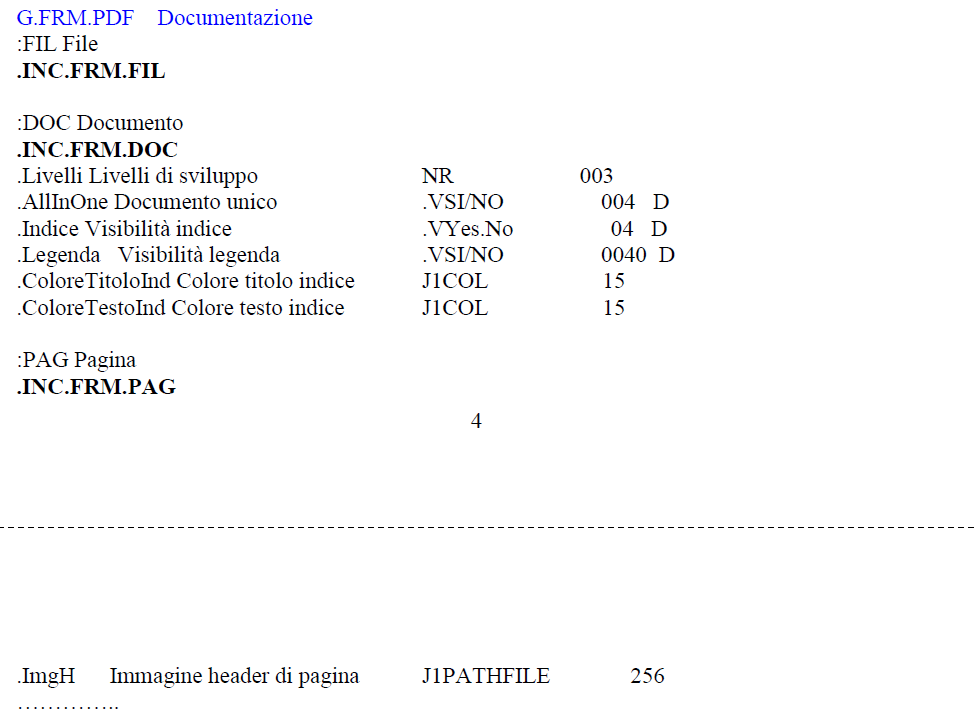 G.FRM.PDF Documentazione
:FIL File
.INC.FRM.FIL
:DOC Documento
.INC.FRM.DOC
.Livelli Livelli di sviluppo NR 003
.AllInOne Documento unico .VSI/NO 004 D
.Indice Visibilità indice .VYes.No 04 D
.Legenda Visibilità legenda .VSI/NO 0040 D
.ColoreTitoloInd Colore titolo indice J1COL 15
.ColoreTestoInd Colore testo indice J1COL 15
:PAG Pagina
.INC.FRM.PAG
4
.ImgH Immagine header di pagina J1PATHFILE 256
…………..